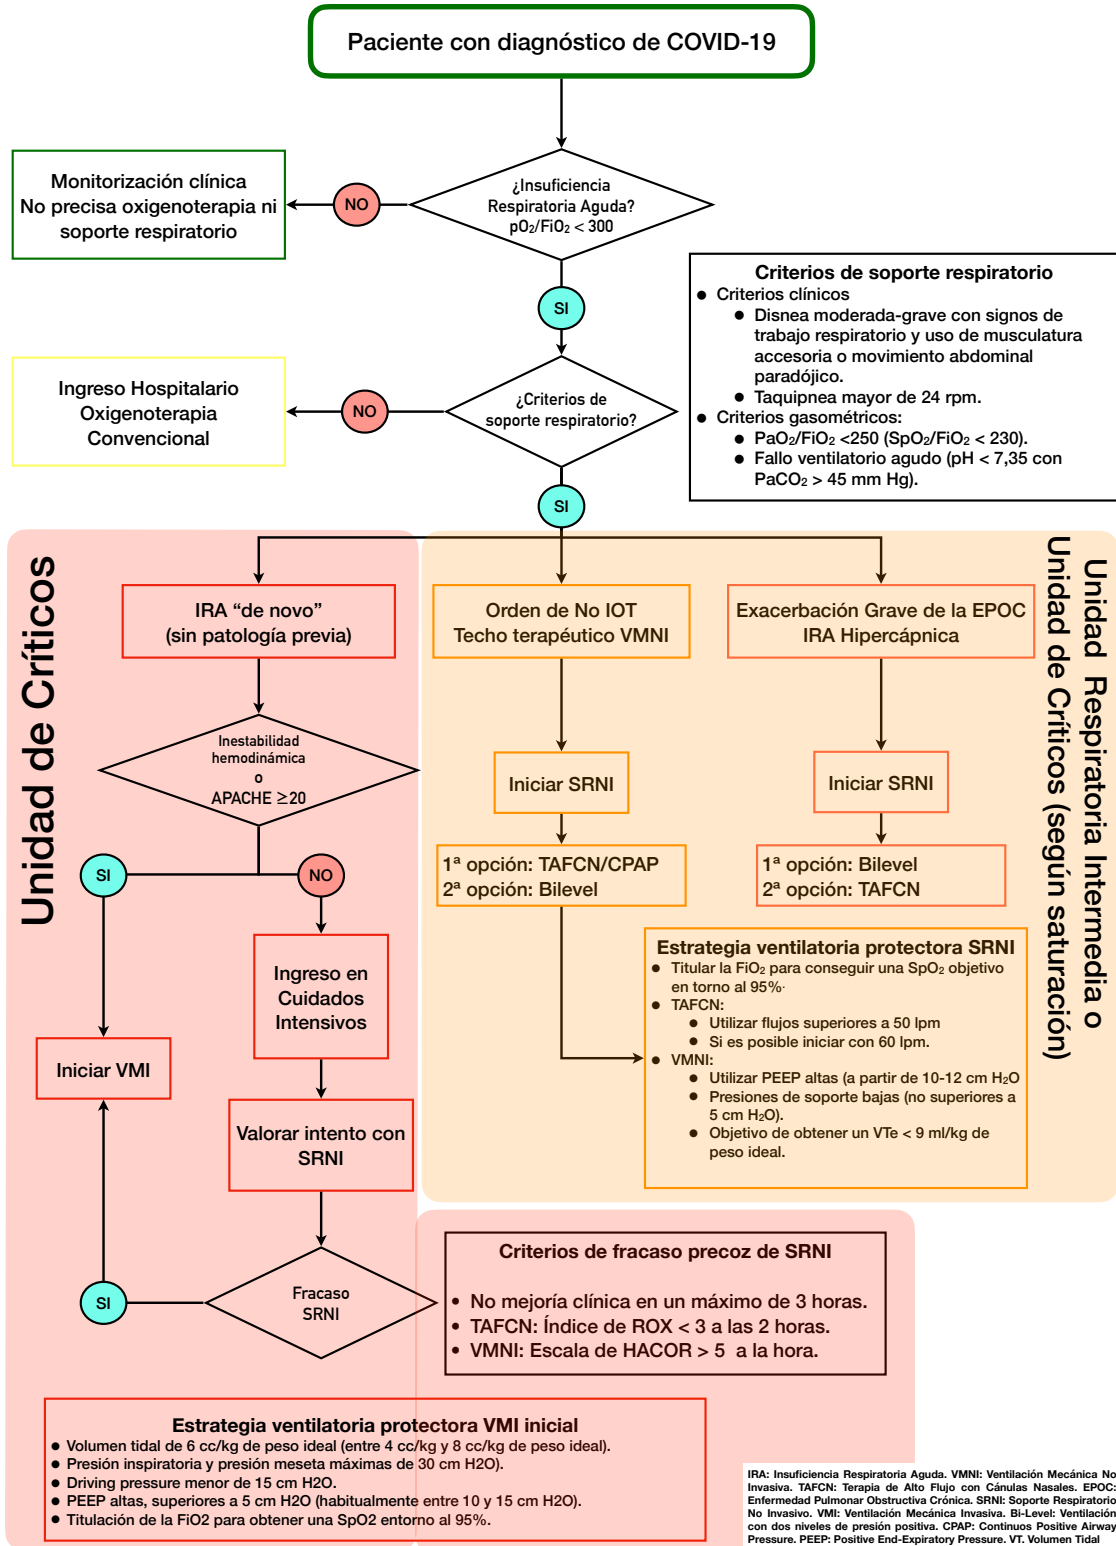 Paciente con diagnóstico de COVID-19
¿Insuficiencia
Respiratoria Aguda?
pO₂/FiO₂ < 300
NO
Monitorización clínica
No precisa oxigenoterapia ni
soporte respiratorio
SI
Criterios de soporte respiratorio
● Criterios clínicos
● Disnea moderada-grave con signos de
trabajo respiratorio y uso de musculatura
accesoria o movimiento abdominal
paradójico.
● Taquipnea mayor de 24 rpm.
● Criterios gasométricos:
● PaO₂/FiO₂ <250 (SpO₂/FiO₂ < 230).
● Fallo ventilatorio agudo (pH < 7,35 con
PaCO₂ > 45 mm Hg).
¿Criterios de
soporte respiratorio?
NO
Ingreso Hospitalario
Oxigenoterapia
Convencional
SI
Unidad de Críticos
IRA “de novo”
(sin patología previa)
Inestabilidad
hemodinámica
o
APACHE ≥20
SI
NO
Iniciar VMI
Ingreso en
Cuidados
Intensivos
Valorar intento con
SRNI
Fracaso
SRNI
SI
Unidad Respiratoria Intermedia o
Unidad de Críticos (según saturación)
Orden de No IOT
Techo terapéutico VMNI
Iniciar SRNI
1ª opción: TAFCN/CPAP
2ª opción: Bilevel
Exacerbación Grave de la EPOC
IRA Hipercápnica
Iniciar SRNI
1ª opción: Bilevel
2ª opción: TAFCN
Estrategia ventilatoria protectora SRNI
● Titular la FiO₂ para conseguir una SpO₂ objetivo
en torno al 95%·
● TAFCN:
● Utilizar flujos superiores a 50 lpm
● Si es posible iniciar con 60 lpm.
● VMNI:
● Utilizar PEEP altas (a partir de 10-12 cm H₂O
● Presiones de soporte bajas (no superiores a
5 cm H₂O).
● Objetivo de obtener un VTe < 9 ml/kg de
peso ideal.
Criterios de fracaso precoz de SRNI
• No mejoría clínica en un máximo de 3 horas.
• TAFCN: Índice de ROX < 3 a las 2 horas.
• VMNI: Escala de HACOR > 5 a la hora.
Estrategia ventilatoria protectora VMI inicial
● Volumen tidal de 6 cc/kg de peso ideal (entre 4 cc/kg y 8 cc/kg de peso ideal).
● Presión inspiratoria y presión meseta máximas de 30 cm H2O).
● Driving pressure menor de 15 cm H2O.
● PEEP altas, superiores a 5 cm H2O (habitualmente entre 10 y 15 cm H2O).
● Titulación de la FiO2 para obtener una SpO2 entorno al 95%.
IRA: Insuficiencia Respiratoria Aguda. VMNI: Ventilación Mecánica No
Invasiva. TAFCN: Terapia de Alto Flujo con Cánulas Nasales. EPOC:
Enfermedad Pulmonar Obstructiva Crónica. SRNI: Soporte Respiratorio
No Invasivo. VMI: Ventilación Mecánica Invasiva. Bi-Level: Ventilación
con dos niveles de presión positiva. CPAP: Continuos Positive Airway
Pressure. PEEP: Positive End-Expiratory Pressure. VT. Volumen Tidal